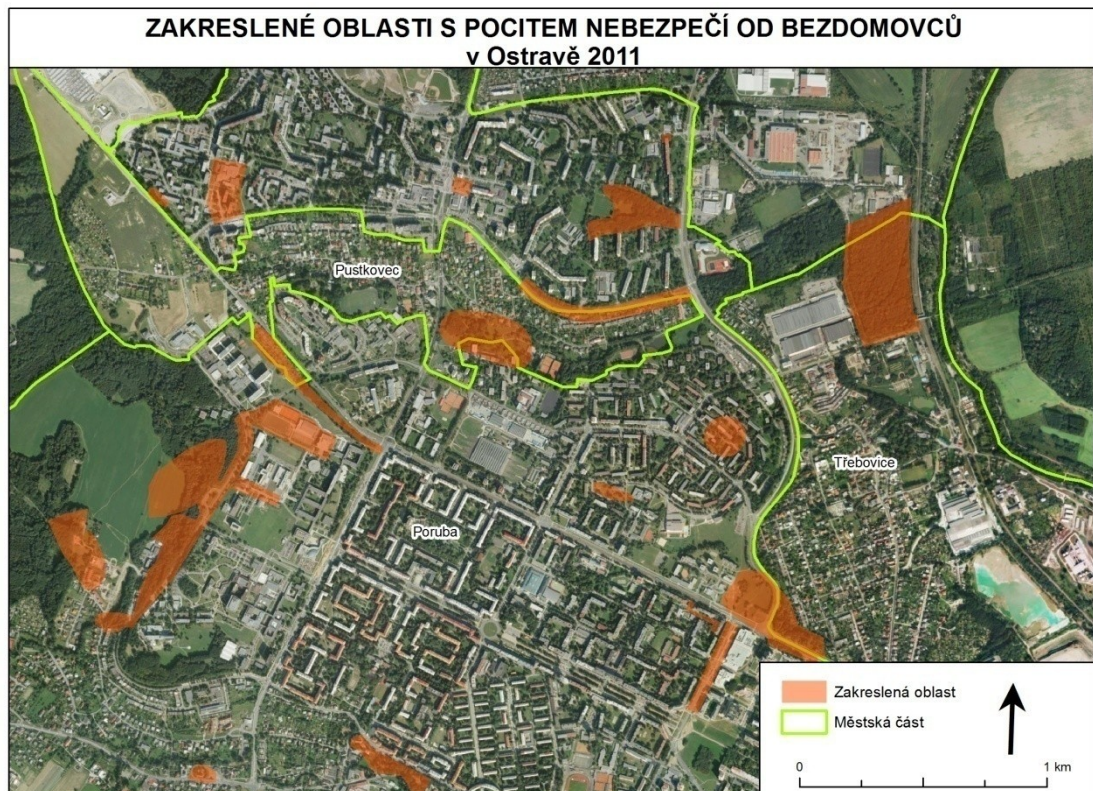 ZAKRESLENÉ OBLASTI S POCITEM NEBEZPEČÍ OD BEZDOMOVCŮ
v Ostravě 2011
Pustkovec
Třebovice
Poruba
Zakreslená oblast
Městská část
0
1 km